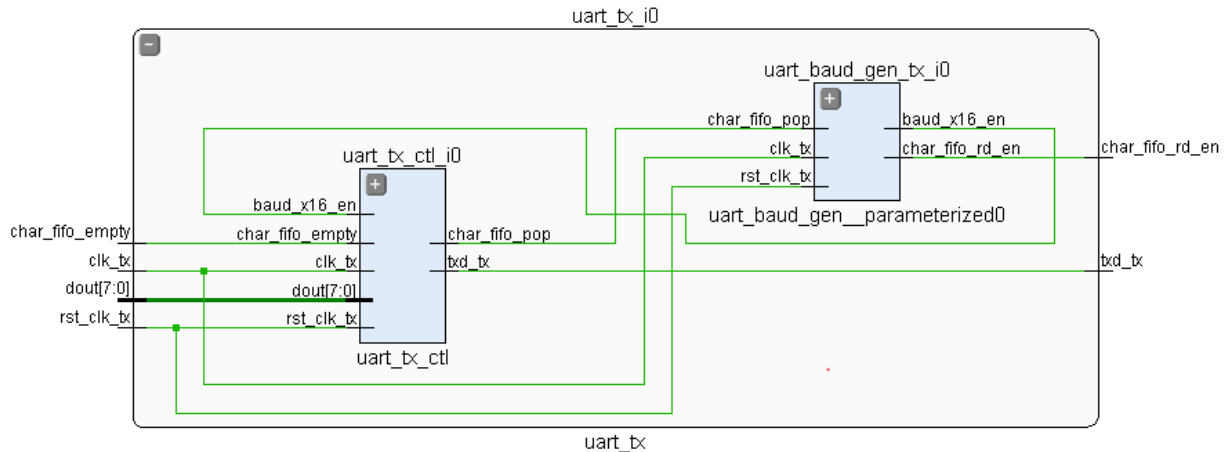 uart_tx_i0
uart_baud_gen_tx_i0
char_fifo_pop
baud_x16_en
clk_tx
char_fifo_rd_en
char_fifo_rd_en
rst_clk_tx
uart_baud_gen__parameterized0
uart_tx_ctl_i0
baud_x16_en
char_fifo_empty
char_fifo_empty
char_fifo_pop
clk_tx
clk_tx
txd_tx
txd_tx
dout[7:0]
dout[7:0]
rst_clk_tx
rst_clk_tx
uart_tx_ctl
uart_tx